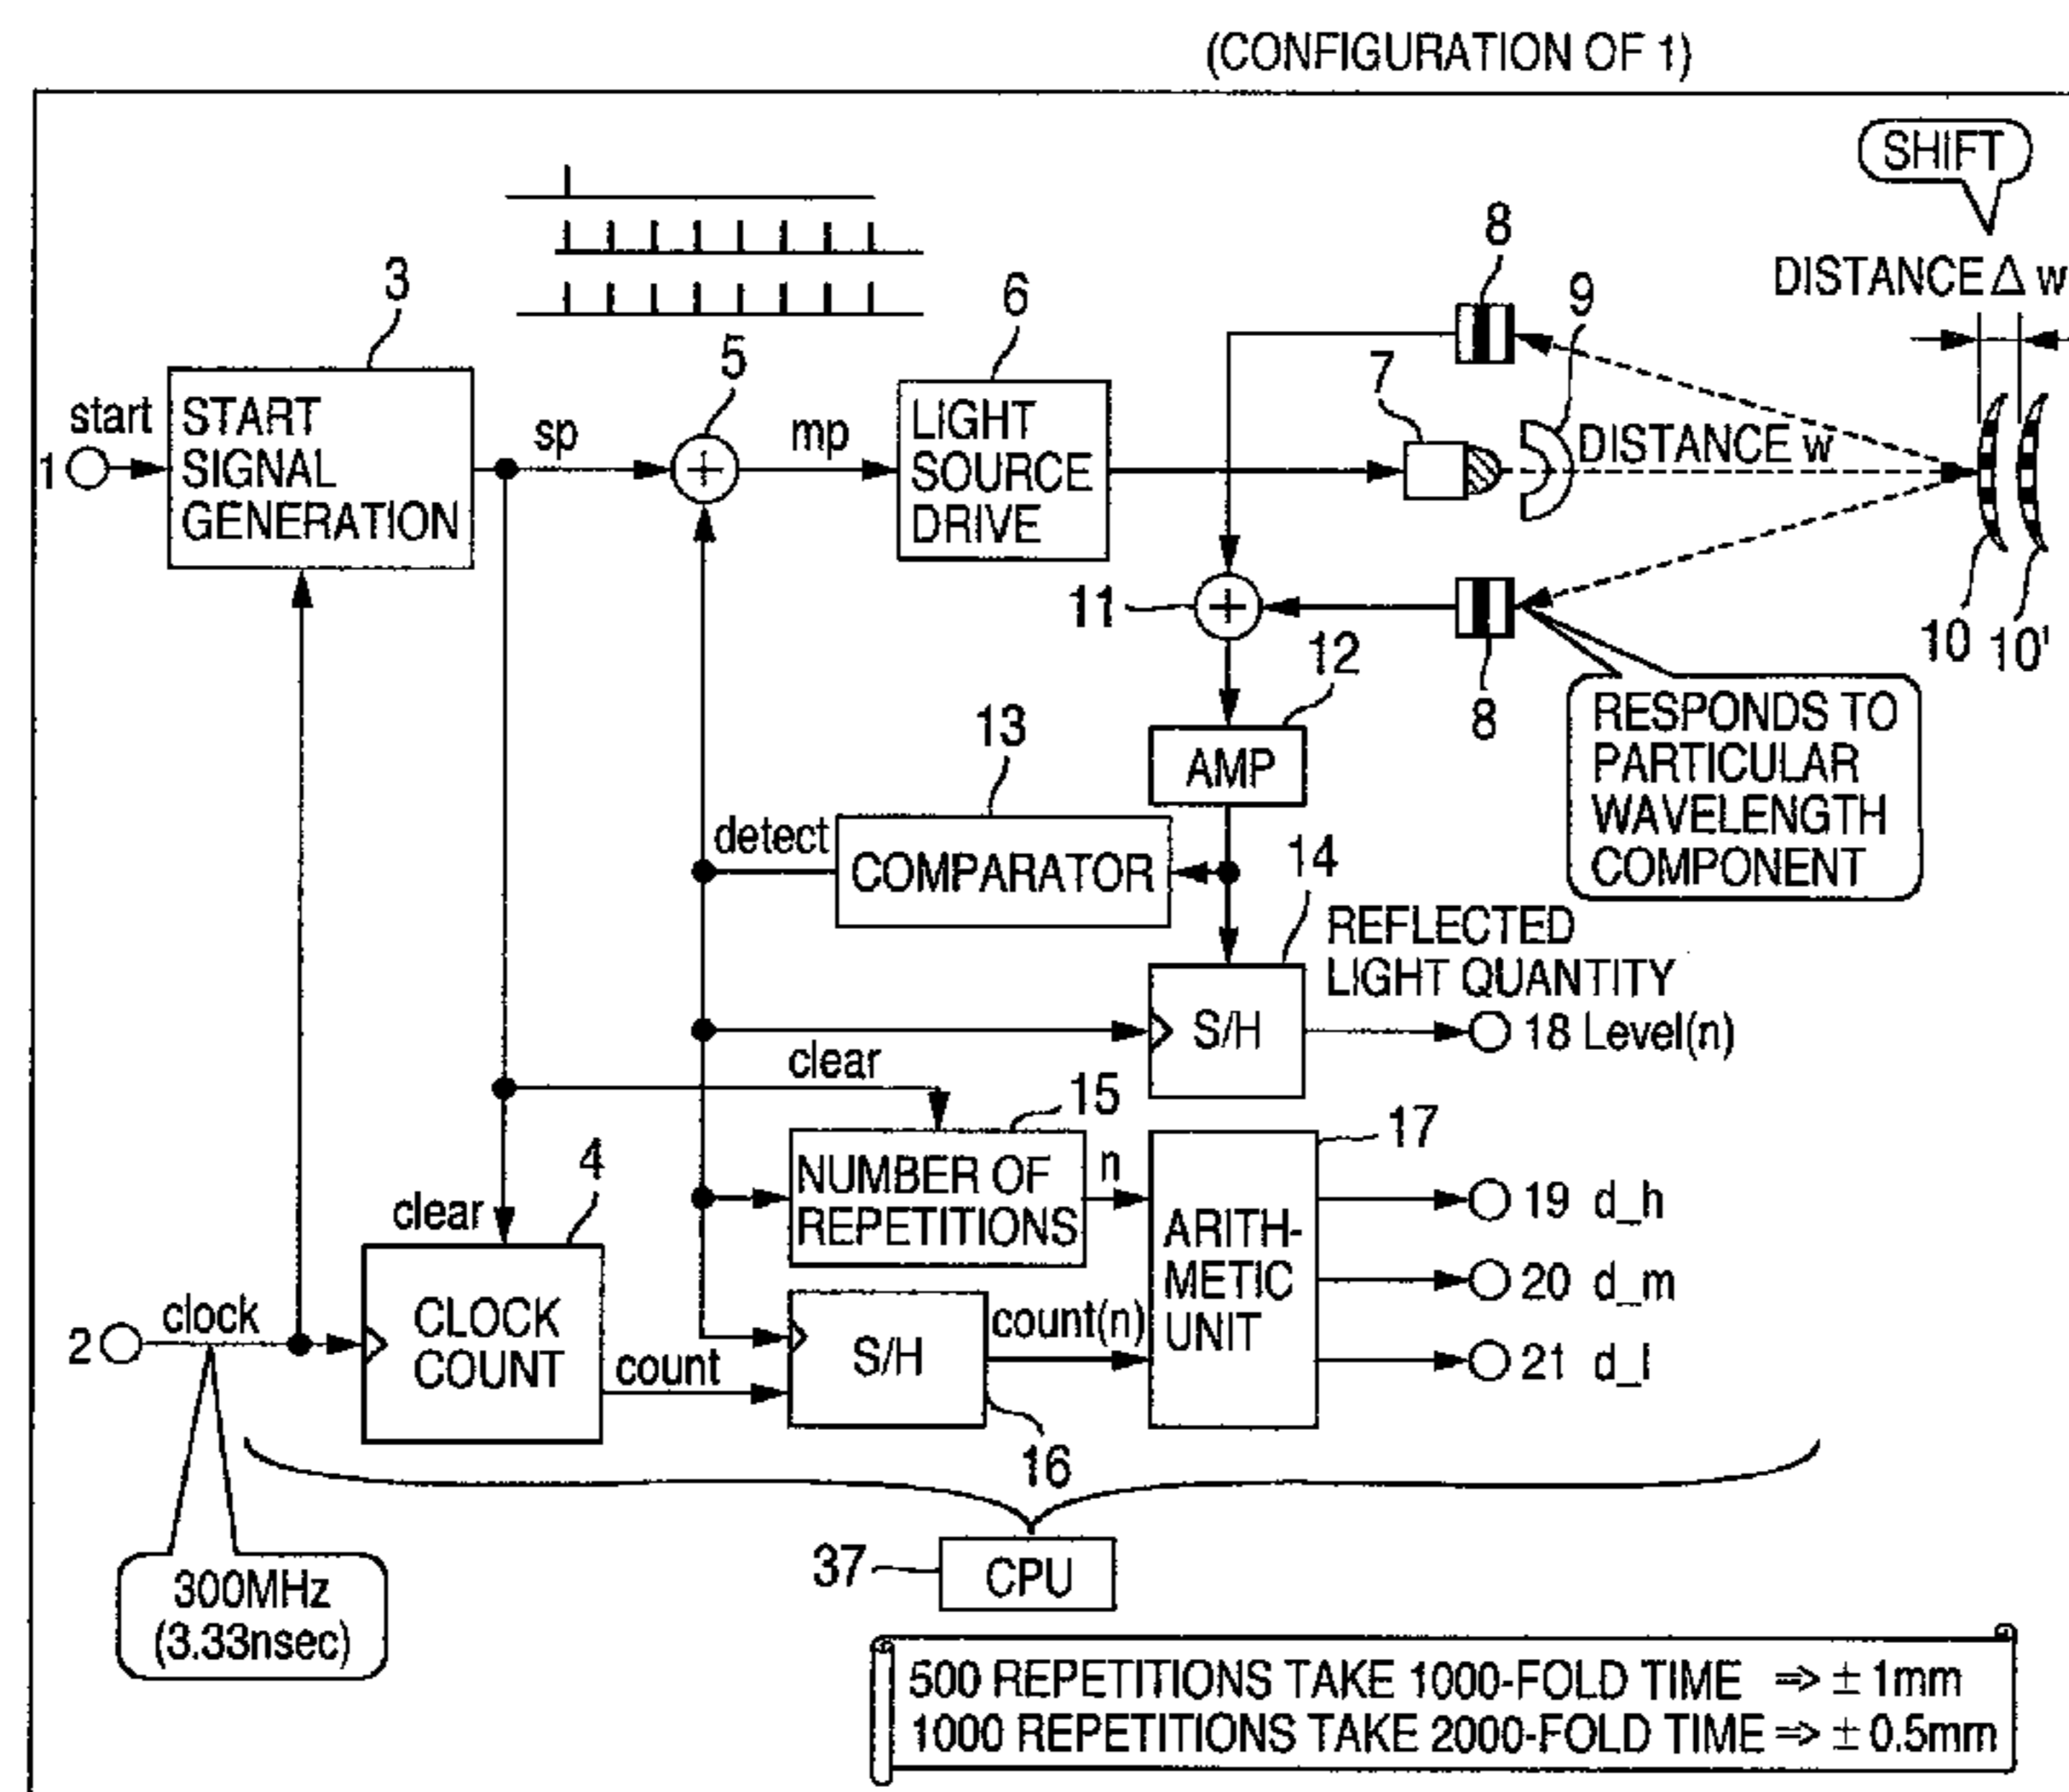 (CONFIGURATION OF 1)
SHIFT
DISTANCE Δ w
8
9
3
6
5
7
start
1
START
SIGNAL
GENERATION
sp
mp
LIGHT
SOURCE
DRIVE
DISTANCE w
11
10 10'
12
8
13
AMP
RESPONDS TO
PARTICULAR
WAVELENGTH
COMPONENT
detect
COMPARATOR
14
REFLECTED
LIGHT QUANTITY
S/H
18 Level(n)
clear
15
17
4
NUMBER OF
REPETITIONS
n
clear
ARITH-
METIC
UNIT
19 d_h
20 d_m
21 d_l
2
clock
CLOCK
COUNT
count
S/H
count(n)
16
300MHz
(3.33nsec)
37
CPU
500 REPETITIONS TAKE 1000-FOLD TIME => ± 1mm
1000 REPETITIONS TAKE 2000-FOLD TIME => ± 0.5mm